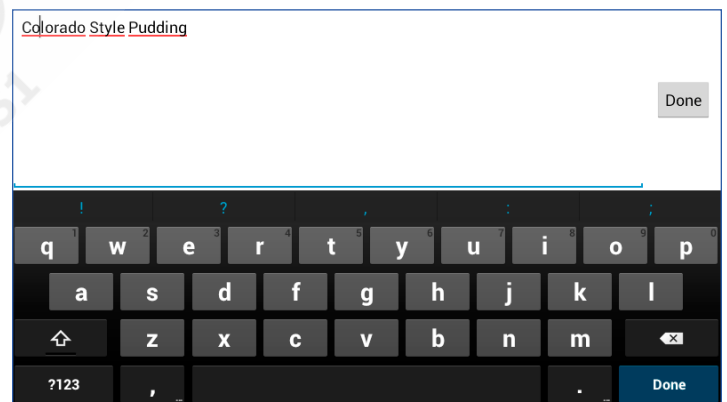 Colorado Style Pudding
Done
! ? , : ;
q 1 w 2 e 3 r 4 t 5 y 6 u 7 i 8 o 9 p 0
a s d f g h j k l
z x c v b n m
?123 , ... . ... Done